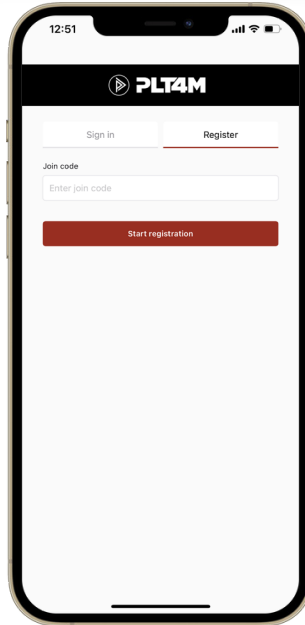 12:51
PLT4M
Sign in
Register
Join code
Enter join code
Start registration